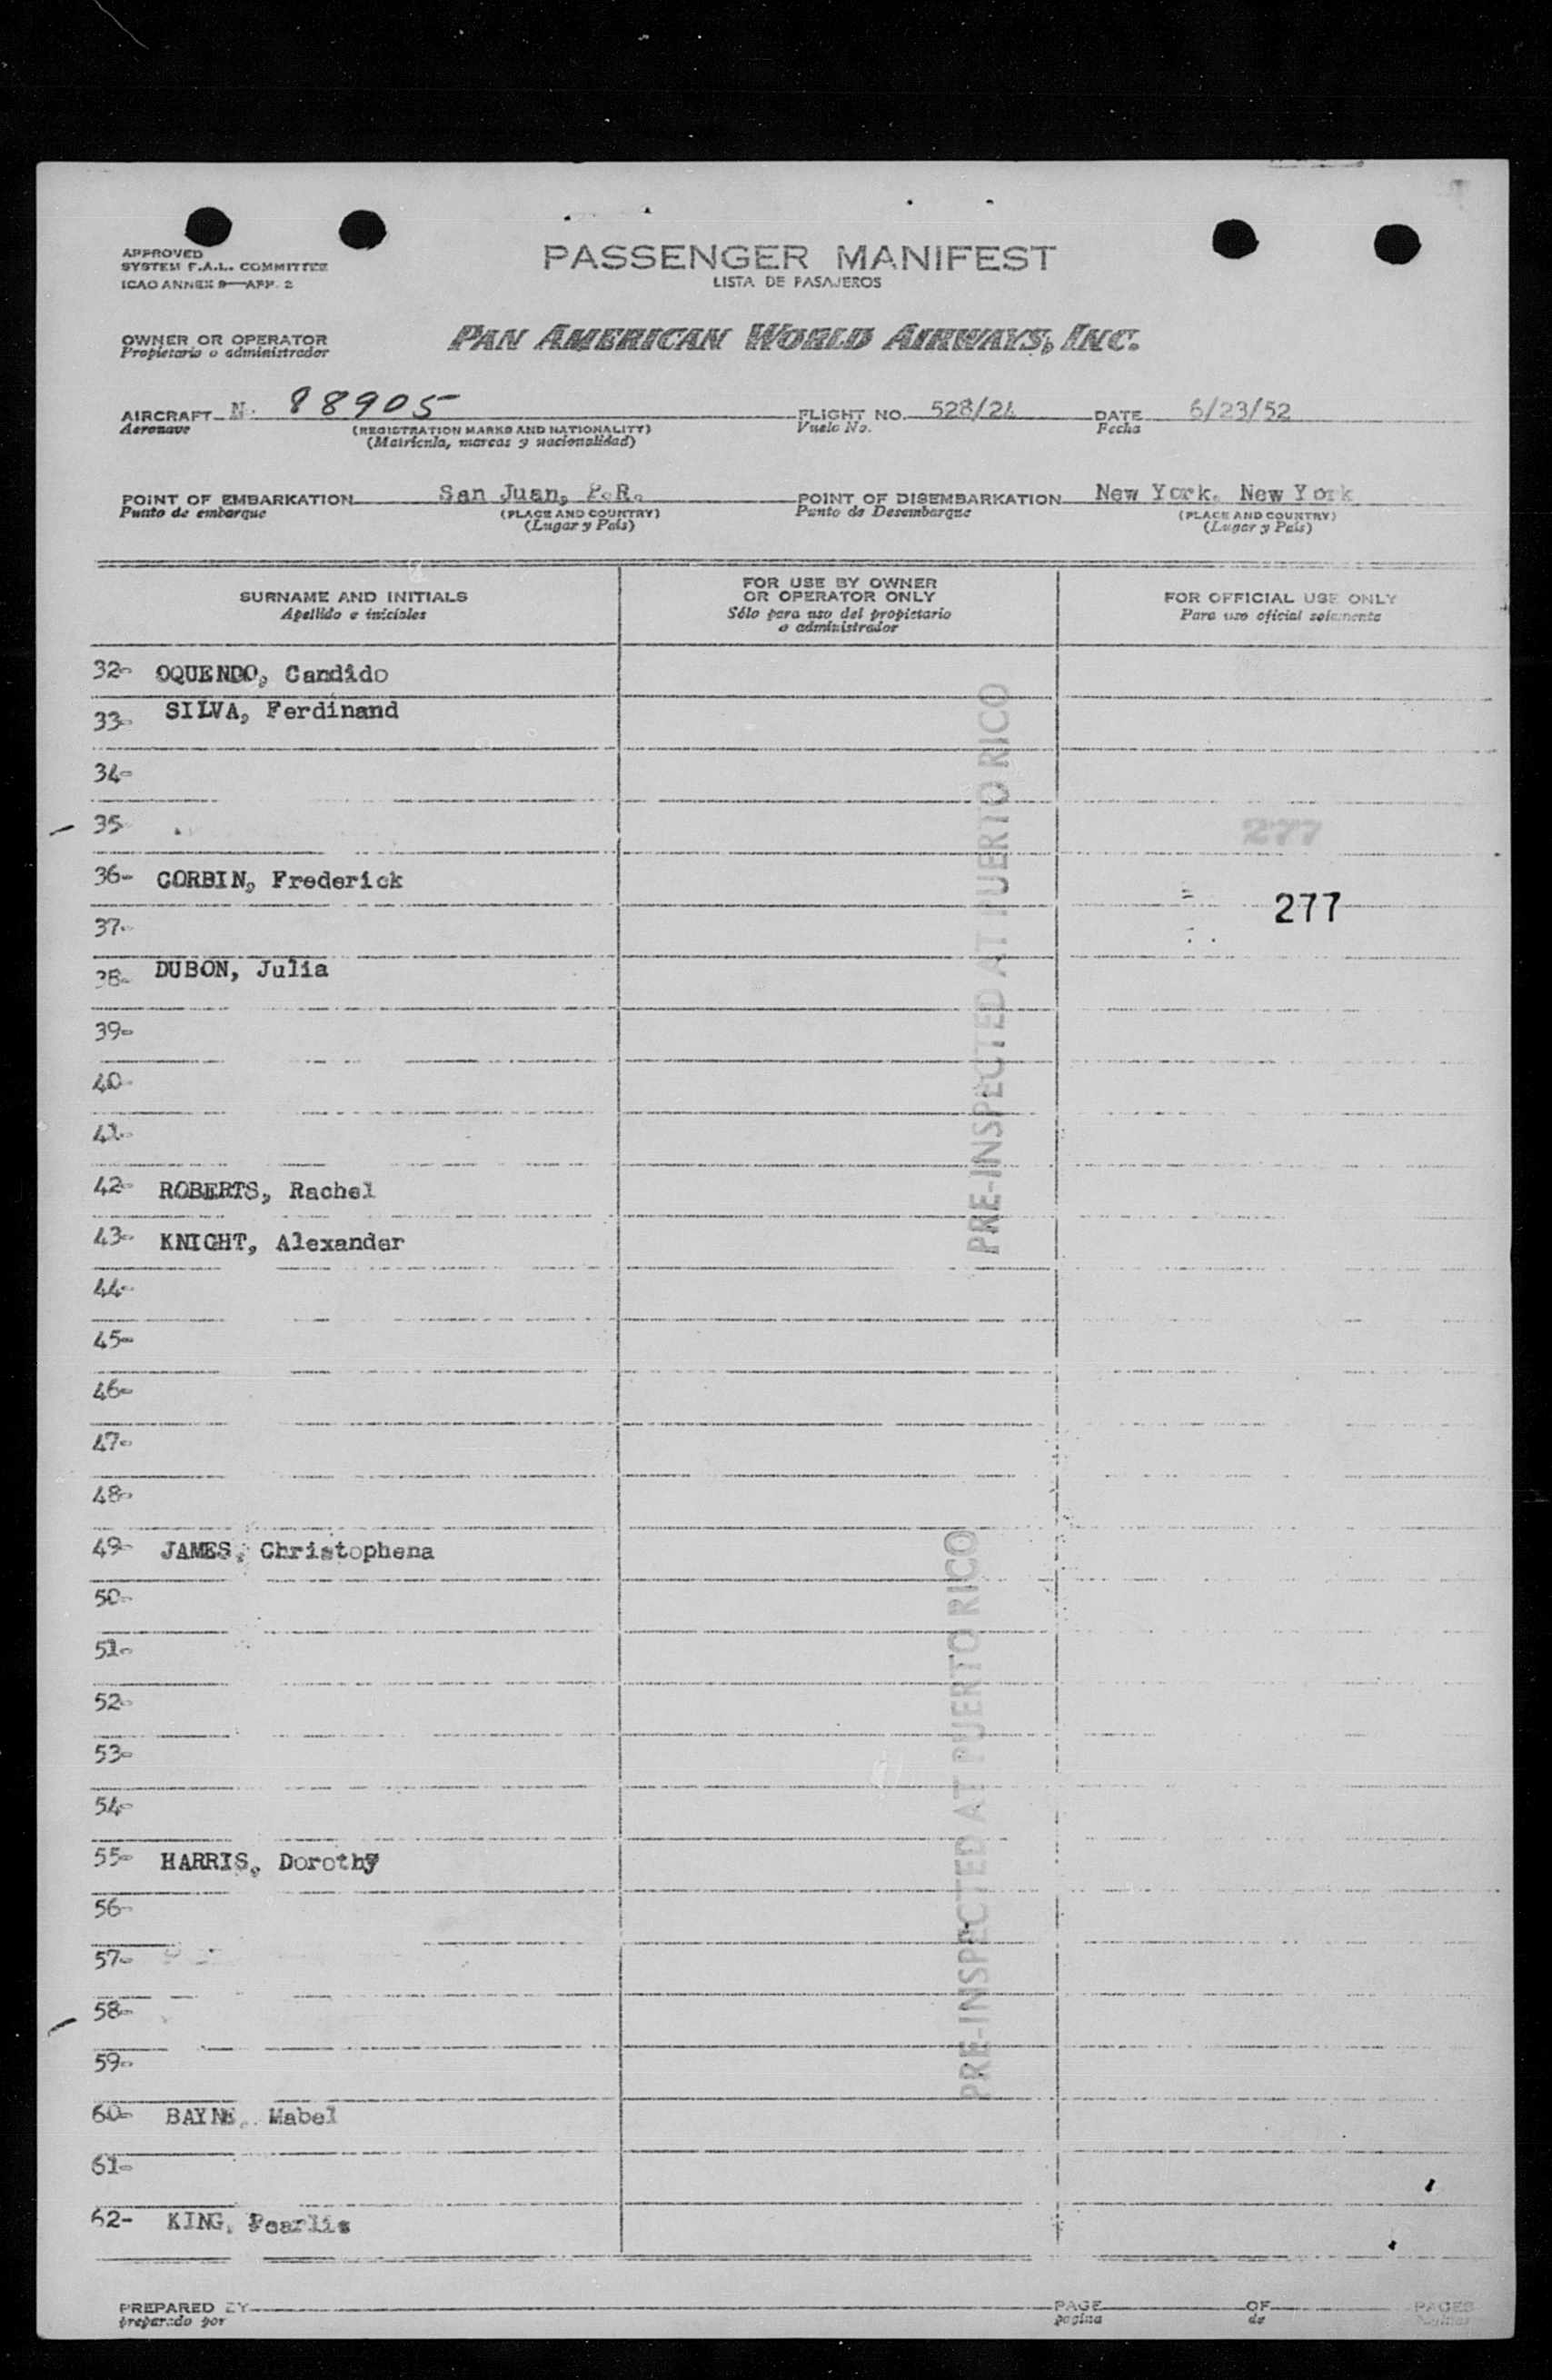 APPROVED
SYSTEM F.A.L. COMMITTEE
ICAO ANNEX 9—APP. 2
PASSENGER MANIFEST
LISTA DE PASAJEROS
OWNER OR OPERATOR
Propietario o administrador
PAN AMERICAN WORLD AIRWAYS, INC.
AIRCRAFT N. 88905
Aeronave
(REGISTRATION MARKS AND NATIONALITY)
(Matrícula, marcas y nacionalidad)
FLIGHT NO. 528/24
Vuelo No.
DATE 6/23/52
Fecha
POINT OF EMBARKATION San Juan, P.R.
Punto de embarque
(PLACE AND COUNTRY)
(Lugar y País)
POINT OF DISEMBARKATION New York, New York
Punto de Desembarque
(PLACE AND COUNTRY)
(Lugar y País)
SURNAME AND INITIALS
Apellido e iniciales
FOR USE BY OWNER
OR OPERATOR ONLY
Sólo para uso del propietario
o administrador
FOR OFFICIAL USE ONLY
Para uso oficial solamente
32- OQUENDO, Candido
33- SILVA, Ferdinand
34-
35
277
36- CORBIN, Frederick
277
37-
38- DUBON, Julia
39-
40-
41-
42- ROBERTS, Rachel
43- KNIGHT, Alexander
44-
45-
46-
47-
48-
49- JAMES, Christophena
50-
51-
52-
53-
54-
55- HARRIS, Dorothy
56-
57-
58-
59-
60- BAYNE, Mabel
61-
62- KING, Pearlie
PRE-INSPECTED AT PUERTO RICO
PRE-INSPECTED AT PUERTO RICO
PREPARED BY
preparado por
PAGE
pagina
OF
de
PAGES